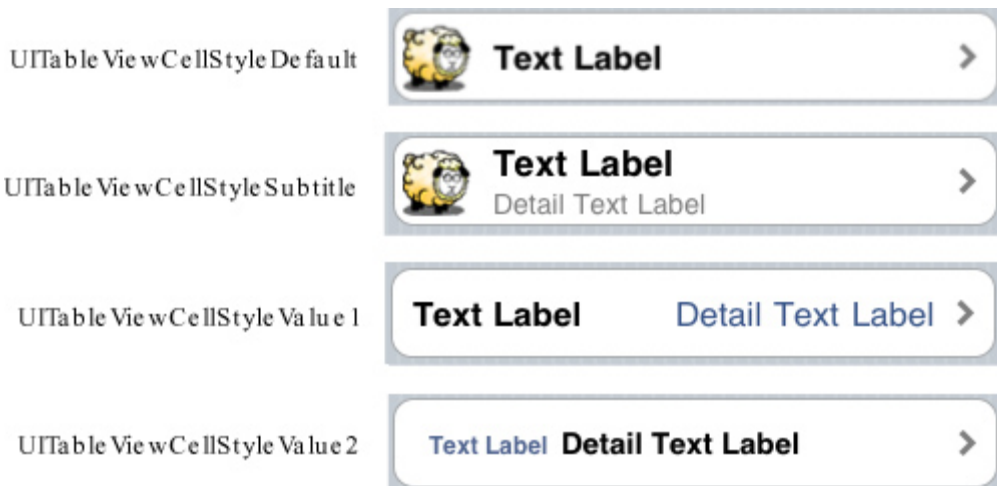 UITableViewCellStyleDefault
Text Label
UITableViewCellStyleSubtitle
Text Label
Detail Text Label
UITableViewCellStyleValue1
Text Label Detail Text Label
UITableViewCellStyleValue2
Text Label Detail Text Label